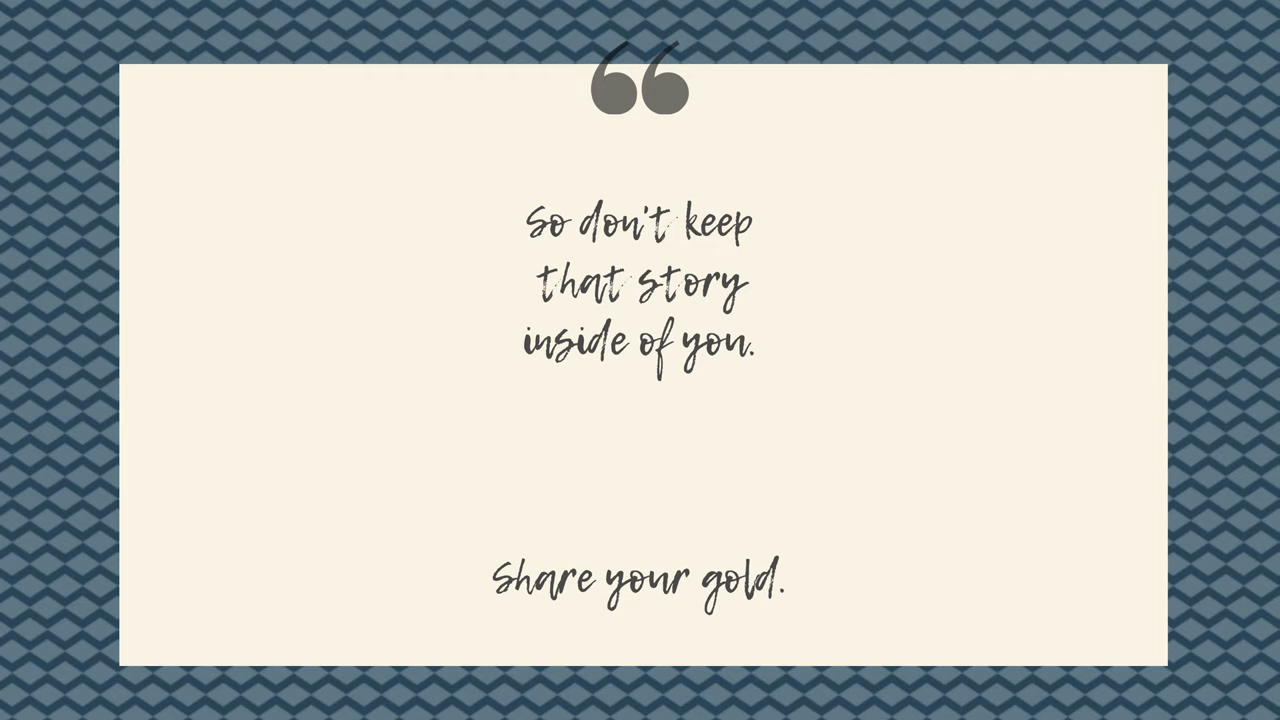 “
So don't keep
that story
inside of you.
Share your gold.